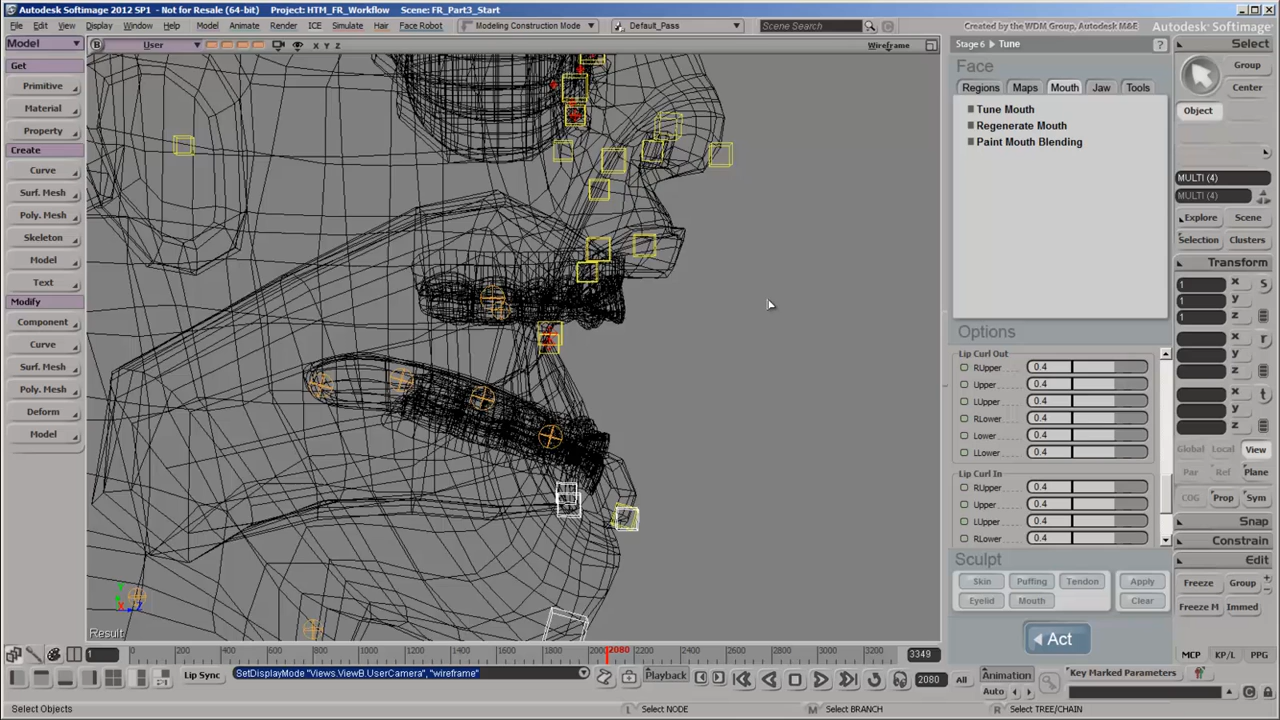 Autodesk Softimage 2012 SP1 - Not for Resale (64-bit) Project: HTM_FR_Workflow Scene: FR_Part3_Start
File Edit View Display Window Help Model Animate Render ICE Simulate Hair Face Robot Modeling Construction Mode Default_Pass Scene Search Created by the WDM Group, Autodesk M&E Autodesk Softimage
Model B User X Y Z Wireframe Stage 6 Tune ? Select
Get
Primitive
Material
Property
Create
Curve
Surf. Mesh
Poly. Mesh
Skeleton
Model
Text
Modify
Component
Curve
Surf. Mesh
Poly. Mesh
Deform
Model
Result
Face
Regions Maps Mouth Jaw Tools
Tune Mouth
Regenerate Mouth
Paint Mouth Blending
Options
Lip Curl Out
RUpper 0.4
Upper 0.4
LUpper 0.4
RLower 0.4
Lower 0.4
LLower 0.4
Lip Curl In
RUpper 0.4
Upper 0.4
LUpper 0.4
RLower 0.4
Sculpt
Skin Puffing Tendon Apply
Eyelid Mouth Clear
Act
Group
Center
Object
MULTI (4)
MULTI (4)
Explore Scene
Selection Clusters
Transform
1 x S
1 y
1 z
x r
y
z
x t
y
z
Global Local View
Par Ref Plane
COG Prop Sym
Snap
Constrain
Edit
Freeze Group
Freeze M Immed
MCP KP/L PPG
1 0 200 400 600 800 1000 1200 1400 1600 1800 2080 2200 2400 2600 2800 3000 3200 3349
Lip Sync SetDisplayMode "Views.ViewB.UserCamera", "wireframe" Playback 2080 All Animation Key Marked Parameters
Auto
Select Objects L Select NODE M Select BRANCH R Select TREE/CHAIN